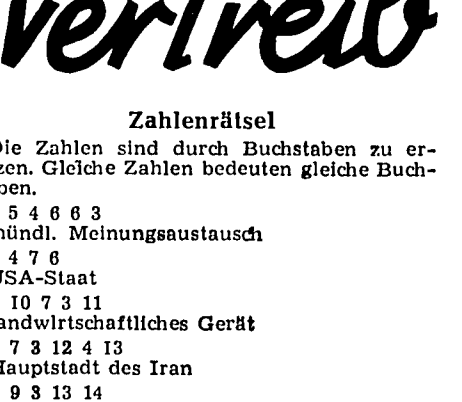 vertreib
Zahlenrätsel
Die Zahlen sind durch Buchstaben zu er-
zen. Gleiche Zahlen bedeuten gleiche Buch-
ben.
5 4 6 6 3
mündl. Meinungsaustausch
4 7 6
USA-Staat
10 7 3 11
landwirtschaftliches Gerät
7 3 12 4 13
Hauptstadt des Iran
9 3 13 14